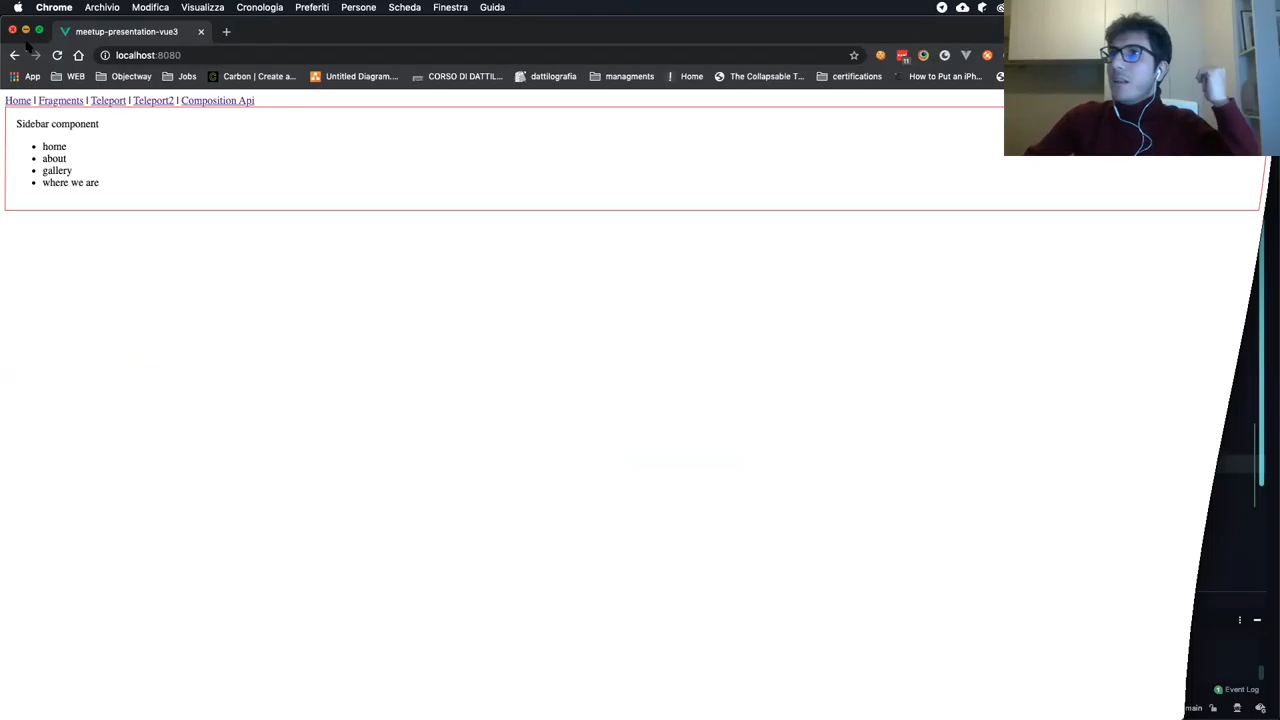 Chrome Archivio Modifica Visualizza Cronologia Preferiti Persone Scheda Finestra Guida
meetup-presentation-vue3
localhost:8080
11
App WEB Objectway Jobs Carbon | Create a... Untitled Diagram.... CORSO DI DATTIL... dattilografia managments Home The Collapsable T... certifications How to Put an iPh...
Home | Fragments | Teleport | Teleport2 | Composition Api
Sidebar component
home
about
gallery
where we are
Event Log
main